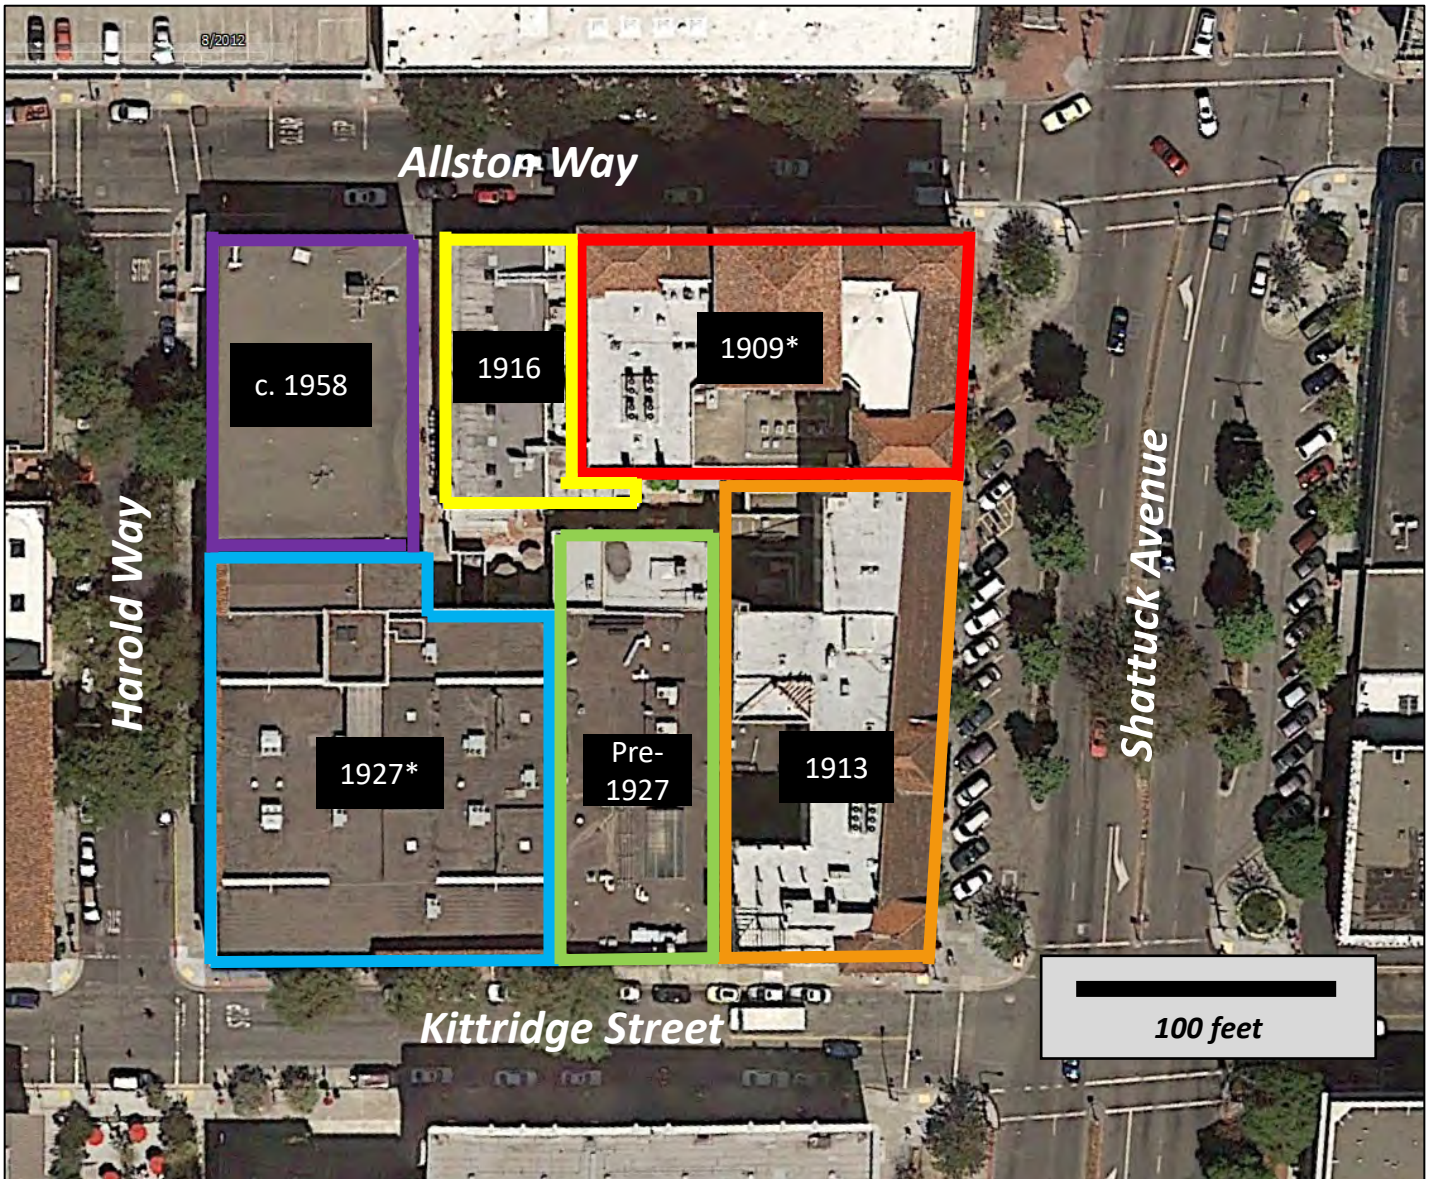 8/2012
Allston Way
c. 1958
1916
1909*
Harold Way
Shattuck Avenue
1927*
Pre-
1927
1913
Kittridge Street
100 feet
STOP